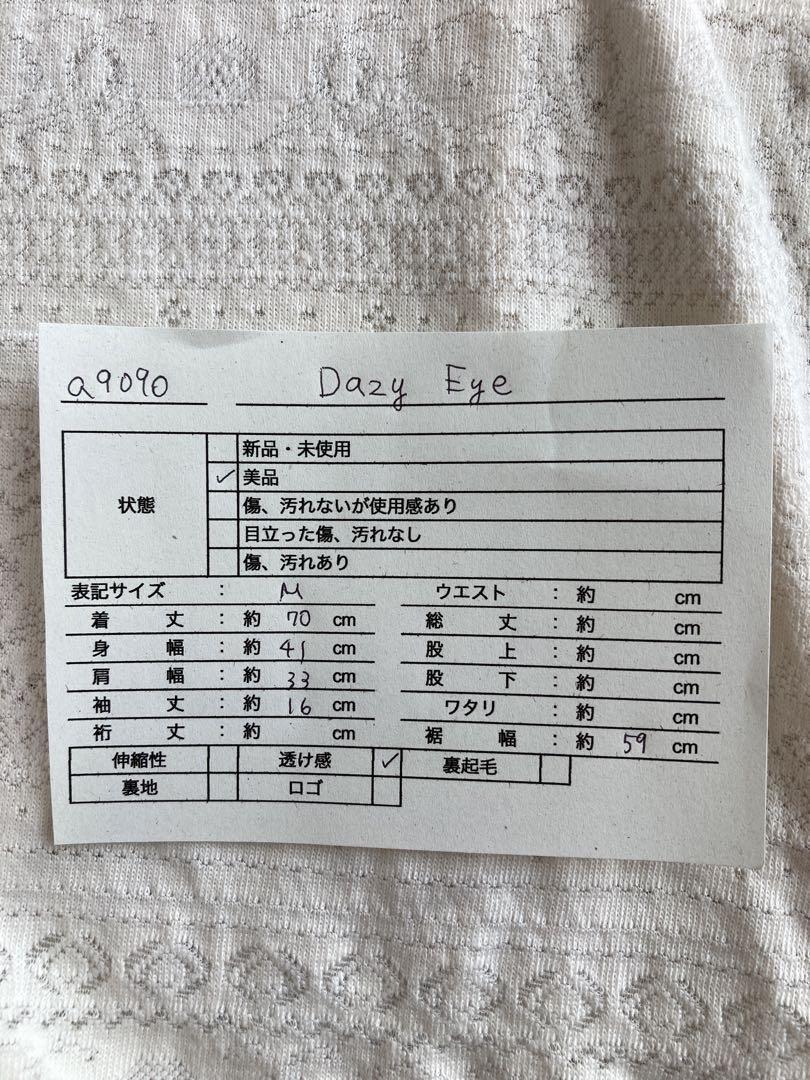 a9090 Dazy Eye
状態
新品・未使用
✓ 美品
傷、汚れないが使用感あり
目立った傷、汚れなし
傷、汚れあり
表記サイズ : M
着丈 : 約 70 cm
身幅 : 約 41 cm
肩幅 : 約 33 cm
袖丈 : 約 16 cm
裄丈 : 約 cm
ウエスト : 約 cm
総丈 : 約 cm
股上 : 約 cm
股下 : 約 cm
ワタリ : 約 cm
裾幅 : 約 59 cm
伸縮性 透け感 ✓ 裏起毛
裏地 ロゴ